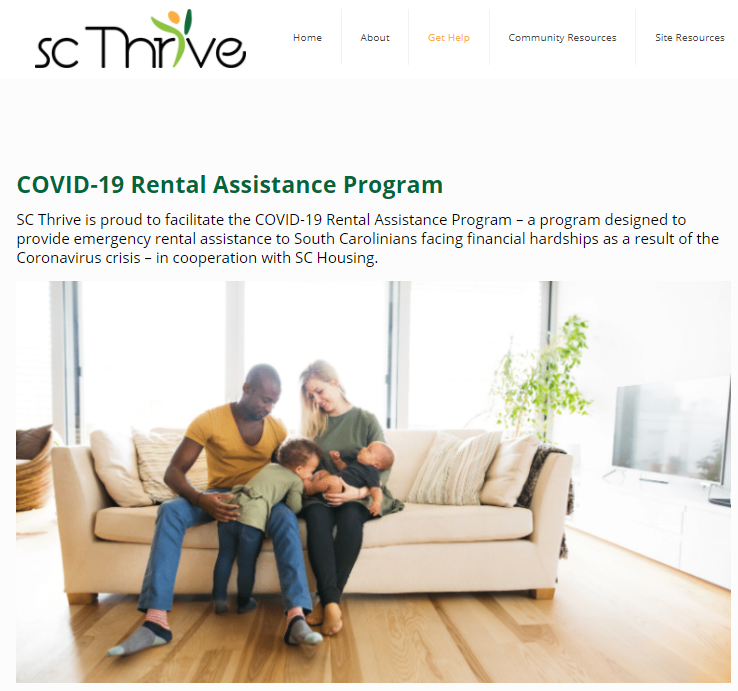 sc Thrive
Home
About
Get Help
Community Resources
Site Resources
COVID-19 Rental Assistance Program
SC Thrive is proud to facilitate the COVID-19 Rental Assistance Program – a program designed to
provide emergency rental assistance to South Carolinians facing financial hardships as a result of the
Coronavirus crisis – in cooperation with SC Housing.